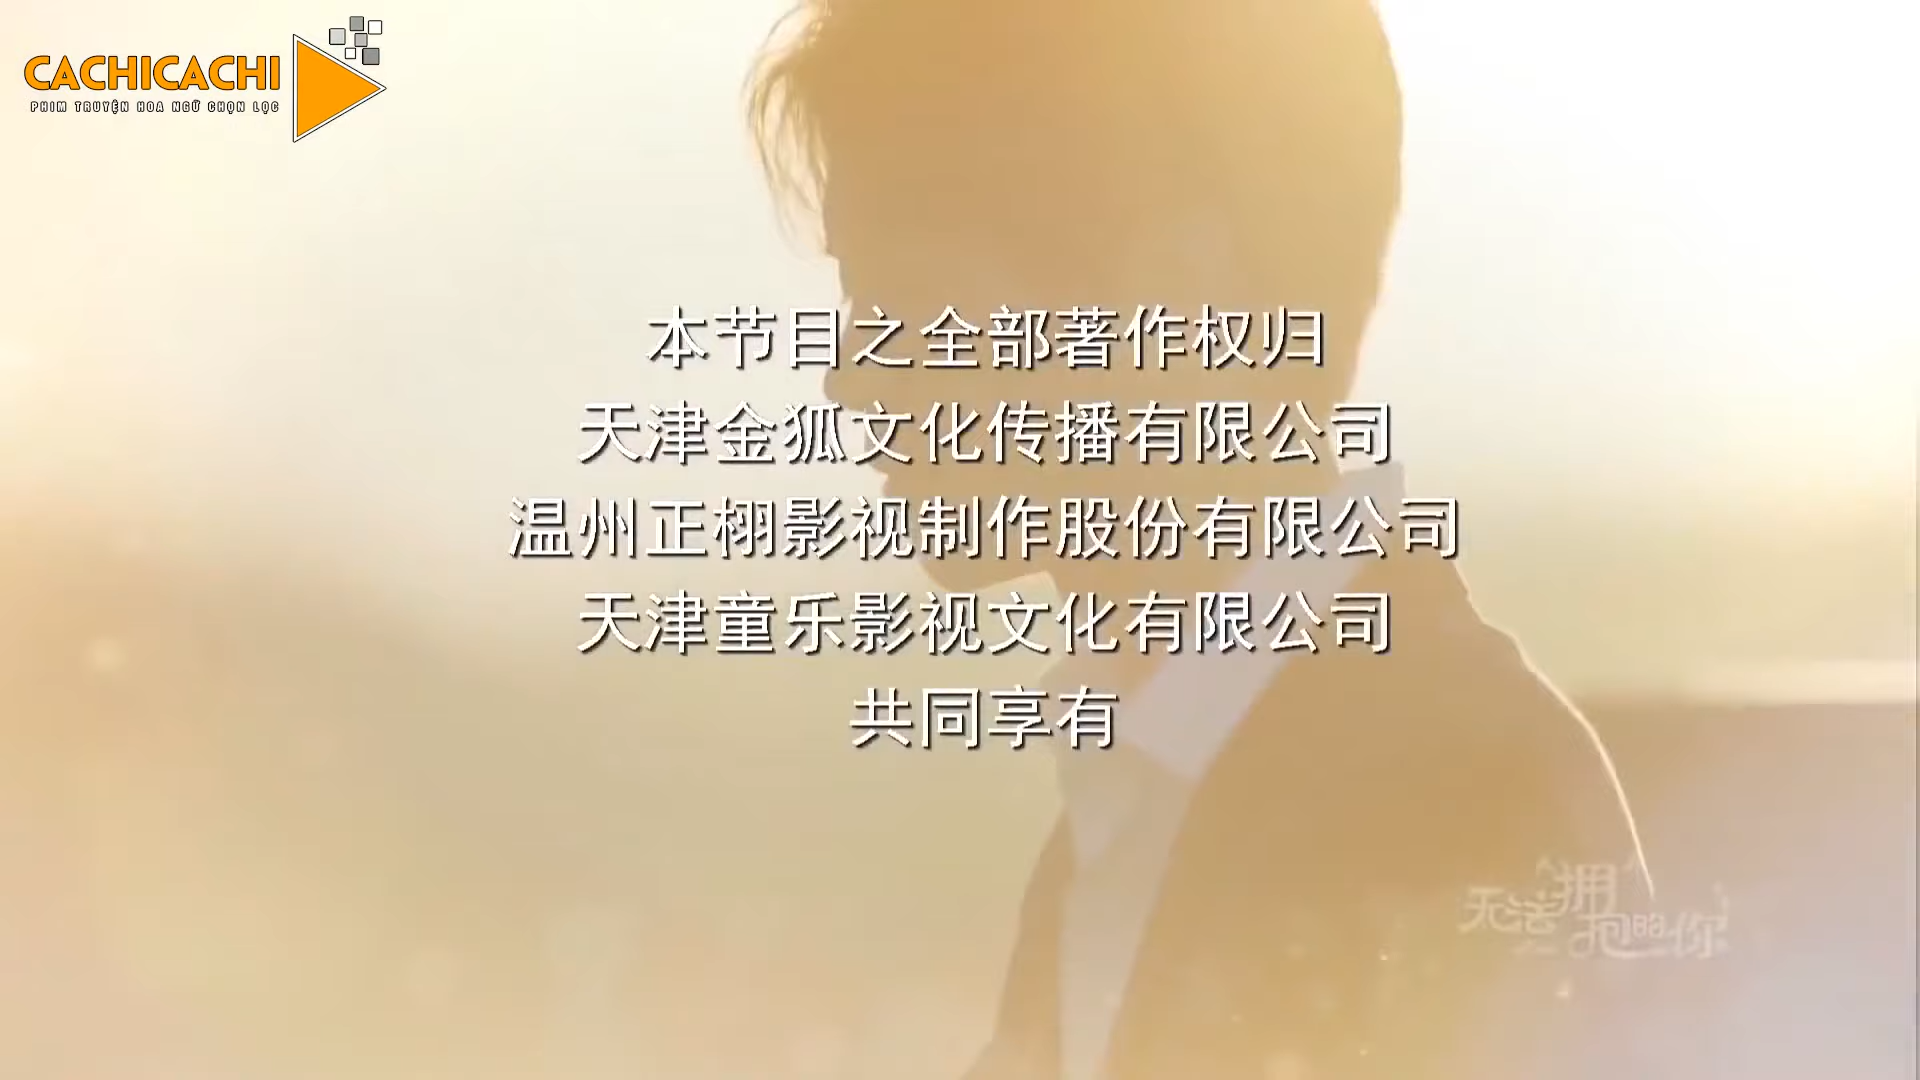 CACHICACHI
PHIM TRUYỆN HOA NGỮ CHỌN LỌC
本节目之全部著作权归
天津金狐文化传播有限公司
温州正栩影视制作股份有限公司
天津童乐影视文化有限公司
共同享有
无法拥抱的你